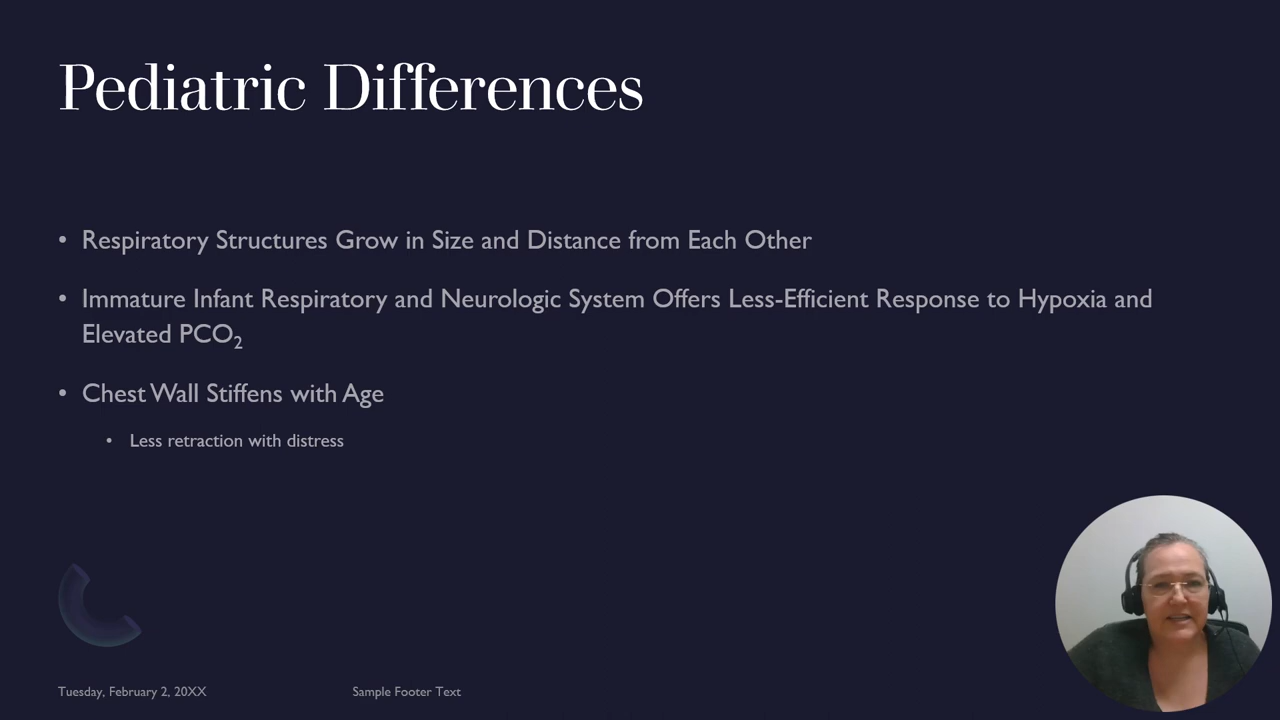 Pediatric Differences
• Respiratory Structures Grow in Size and Distance from Each Other
• Immature Infant Respiratory and Neurologic System Offers Less-Efficient Response to Hypoxia and
Elevated PCO₂
• Chest Wall Stiffens with Age
• Less retraction with distress
Tuesday, February 2, 20XX
Sample Footer Text